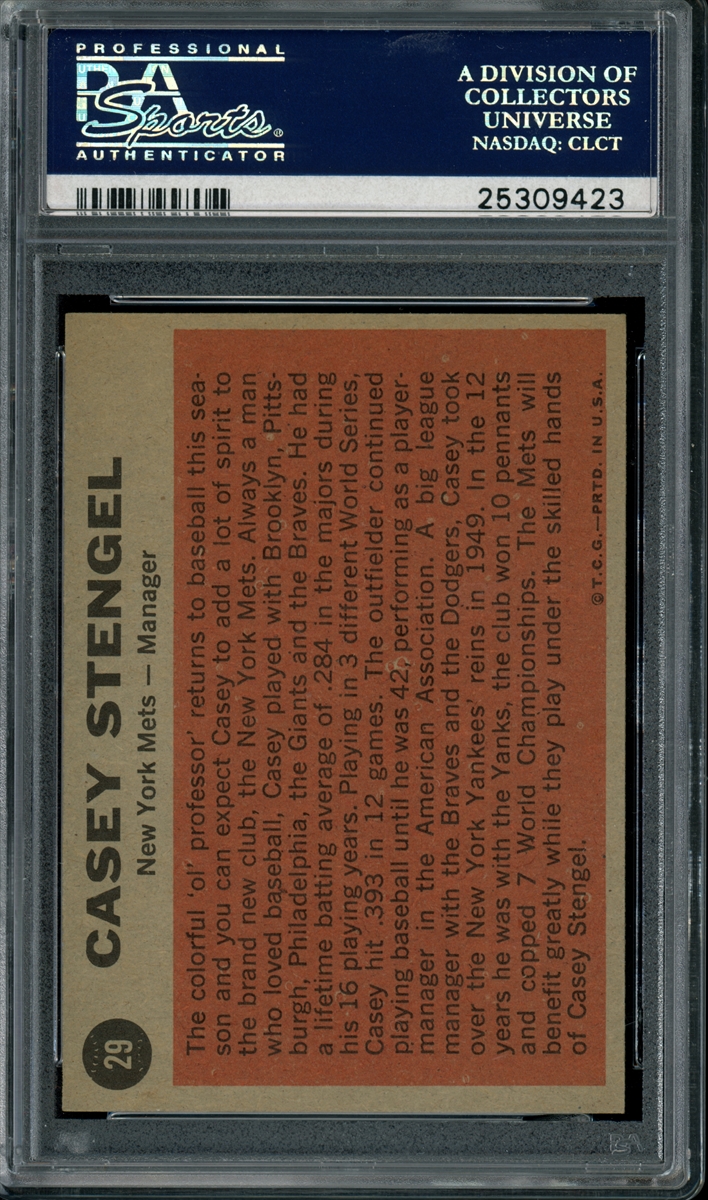 PROFESSIONAL
PSA
Sports®
AUTHENTICATOR
A DIVISION OF
COLLECTORS
UNIVERSE
NASDAQ: CLCT
25309423
29
CASEY STENGEL
New York Mets — Manager
The colorful ‘ol’ professor’ returns to baseball this sea-
son and you can expect Casey to add a lot of spirit to
the brand new club, the New York Mets. Always a man
who loved baseball, Casey played with Brooklyn, Pitts-
burgh, Philadelphia, the Giants and the Braves. He had
a lifetime batting average of .284 in the majors during
his 16 playing years. Playing in 3 different World Series,
Casey hit .393 in 12 games. The outfielder continued
playing baseball until he was 42, performing as a player-
manager in the American Association. A big league
manager with the Braves and the Dodgers, Casey took
over the New York Yankees’ reins in 1949. In the 12
years he was with the Yanks, the club won 10 pennants
and copped 7 World Championships. The Mets will
benefit greatly while they play under the skilled hands
of Casey Stengel.
© T.C.G.—PRTD. IN U.S.A.